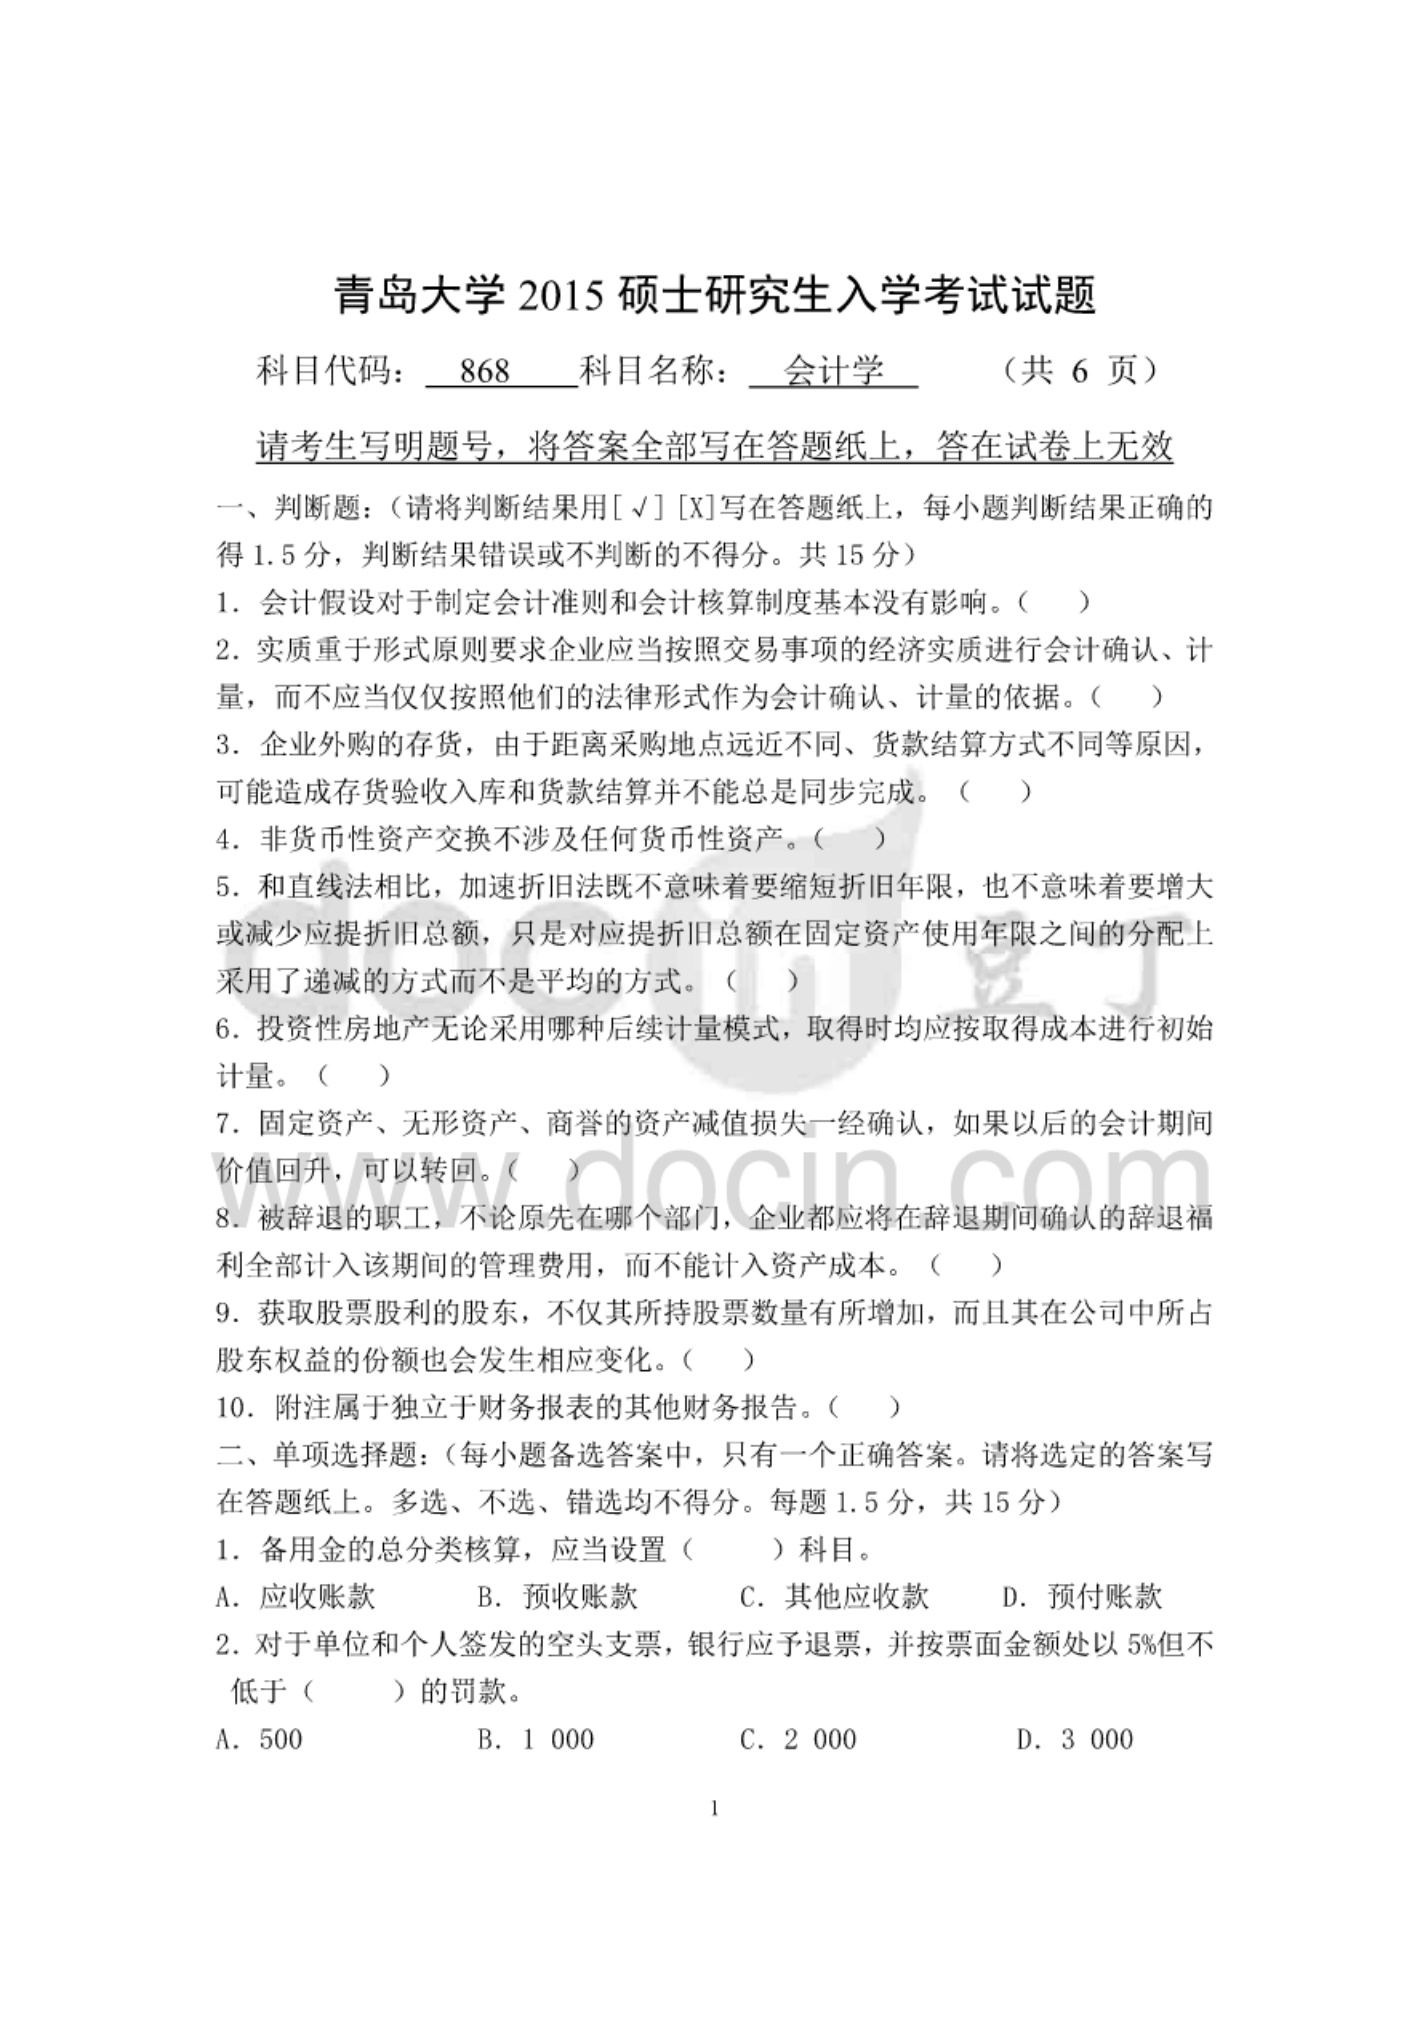 青岛大学 2015 硕士研究生入学考试试题
科目代码： 868 科目名称： 会计学 （共 6 页）
请考生写明题号，将答案全部写在答题纸上，答在试卷上无效
一、判断题：（请将判断结果用[√][X]写在答题纸上，每小题判断结果正确的
得1.5分，判断结果错误或不判断的不得分。共15分）
1．会计假设对于制定会计准则和会计核算制度基本没有影响。（　）
2．实质重于形式原则要求企业应当按照交易事项的经济实质进行会计确认、计
量，而不应当仅仅按照他们的法律形式作为会计确认、计量的依据。（　）
3．企业外购的存货，由于距离采购地点远近不同、货款结算方式不同等原因，
可能造成存货验收入库和货款结算并不能总是同步完成。（　）
4．非货币性资产交换不涉及任何货币性资产。（　）
5．和直线法相比，加速折旧法既不意味着要缩短折旧年限，也不意味着要增大
或减少应提折旧总额，只是对应提折旧总额在固定资产使用年限之间的分配上
采用了递减的方式而不是平均的方式。（　）
6．投资性房地产无论采用哪种后续计量模式，取得时均应按取得成本进行初始
计量。（　）
7．固定资产、无形资产、商誉的资产减值损失一经确认，如果以后的会计期间
价值回升，可以转回。（　）
8．被辞退的职工，不论原先在哪个部门，企业都应将在辞退期间确认的辞退福
利全部计入该期间的管理费用，而不能计入资产成本。（　）
9．获取股票股利的股东，不仅其所持股票数量有所增加，而且其在公司中所占
股东权益的份额也会发生相应变化。（　）
10．附注属于独立于财务报表的其他财务报告。（　）
二、单项选择题：（每小题备选答案中，只有一个正确答案。请将选定的答案写
在答题纸上。多选、不选、错选均不得分。每题1.5分，共15分）
1．备用金的总分类核算，应当设置（　　）科目。
A．应收账款 B．预收账款 C．其他应收款 D．预付账款
2．对于单位和个人签发的空头支票，银行应予退票，并按票面金额处以5%但不
低于（　　）的罚款。
A．500 B．1 000 C．2 000 D．3 000
1
docin 豆丁
www.docin.com